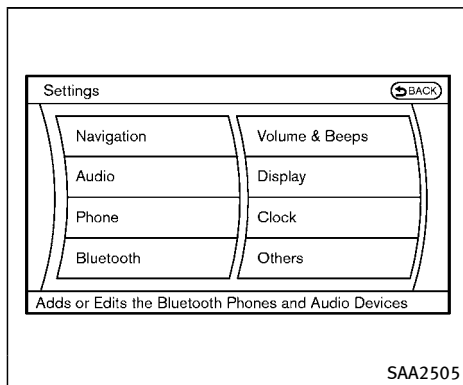 Settings
BACK
Navigation
Volume & Beeps
Audio
Display
Phone
Clock
Bluetooth
Others
Adds or Edits the Bluetooth Phones and Audio Devices
SAA2505